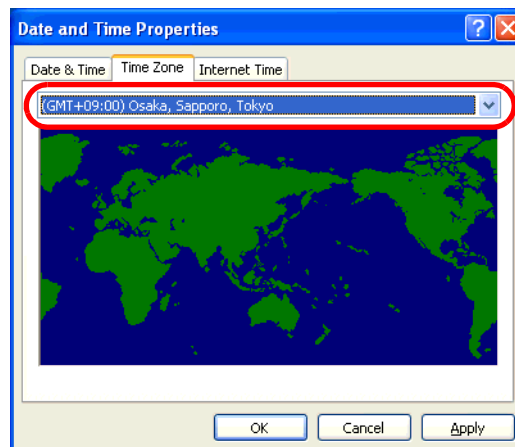 Date and Time Properties
Date & Time Time Zone Internet Time
(GMT+09:00) Osaka, Sapporo, Tokyo
OK Cancel Apply